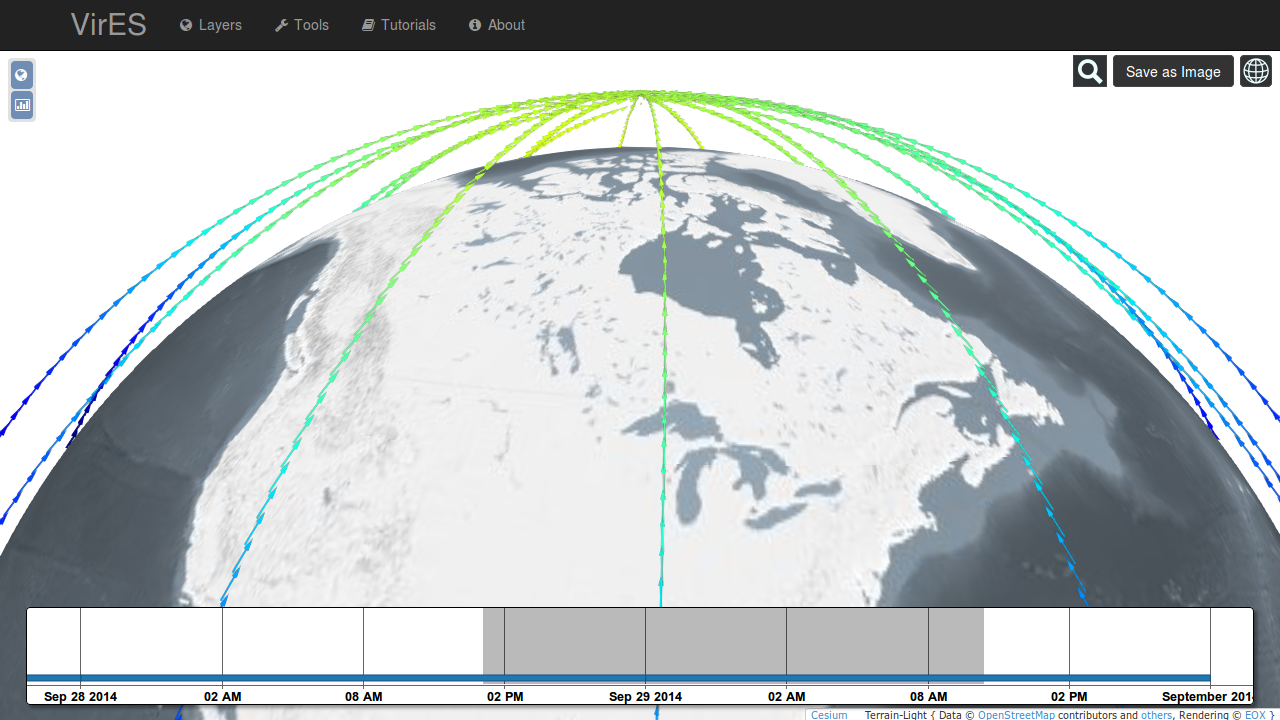 VirES Layers Tools Tutorials About
Save as Image
Sep 28 2014 02 AM 08 AM 02 PM Sep 29 2014 02 AM 08 AM 02 PM September 201
Cesium Terrain-Light { Data © OpenStreetMap contributors and others, Rendering © EOX }